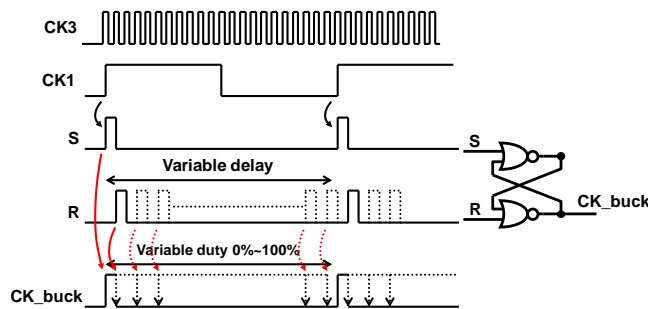 CK3
CK1
S
S
Variable delay
R
R
CK_buck
Variable duty 0%~100%
CK_buck